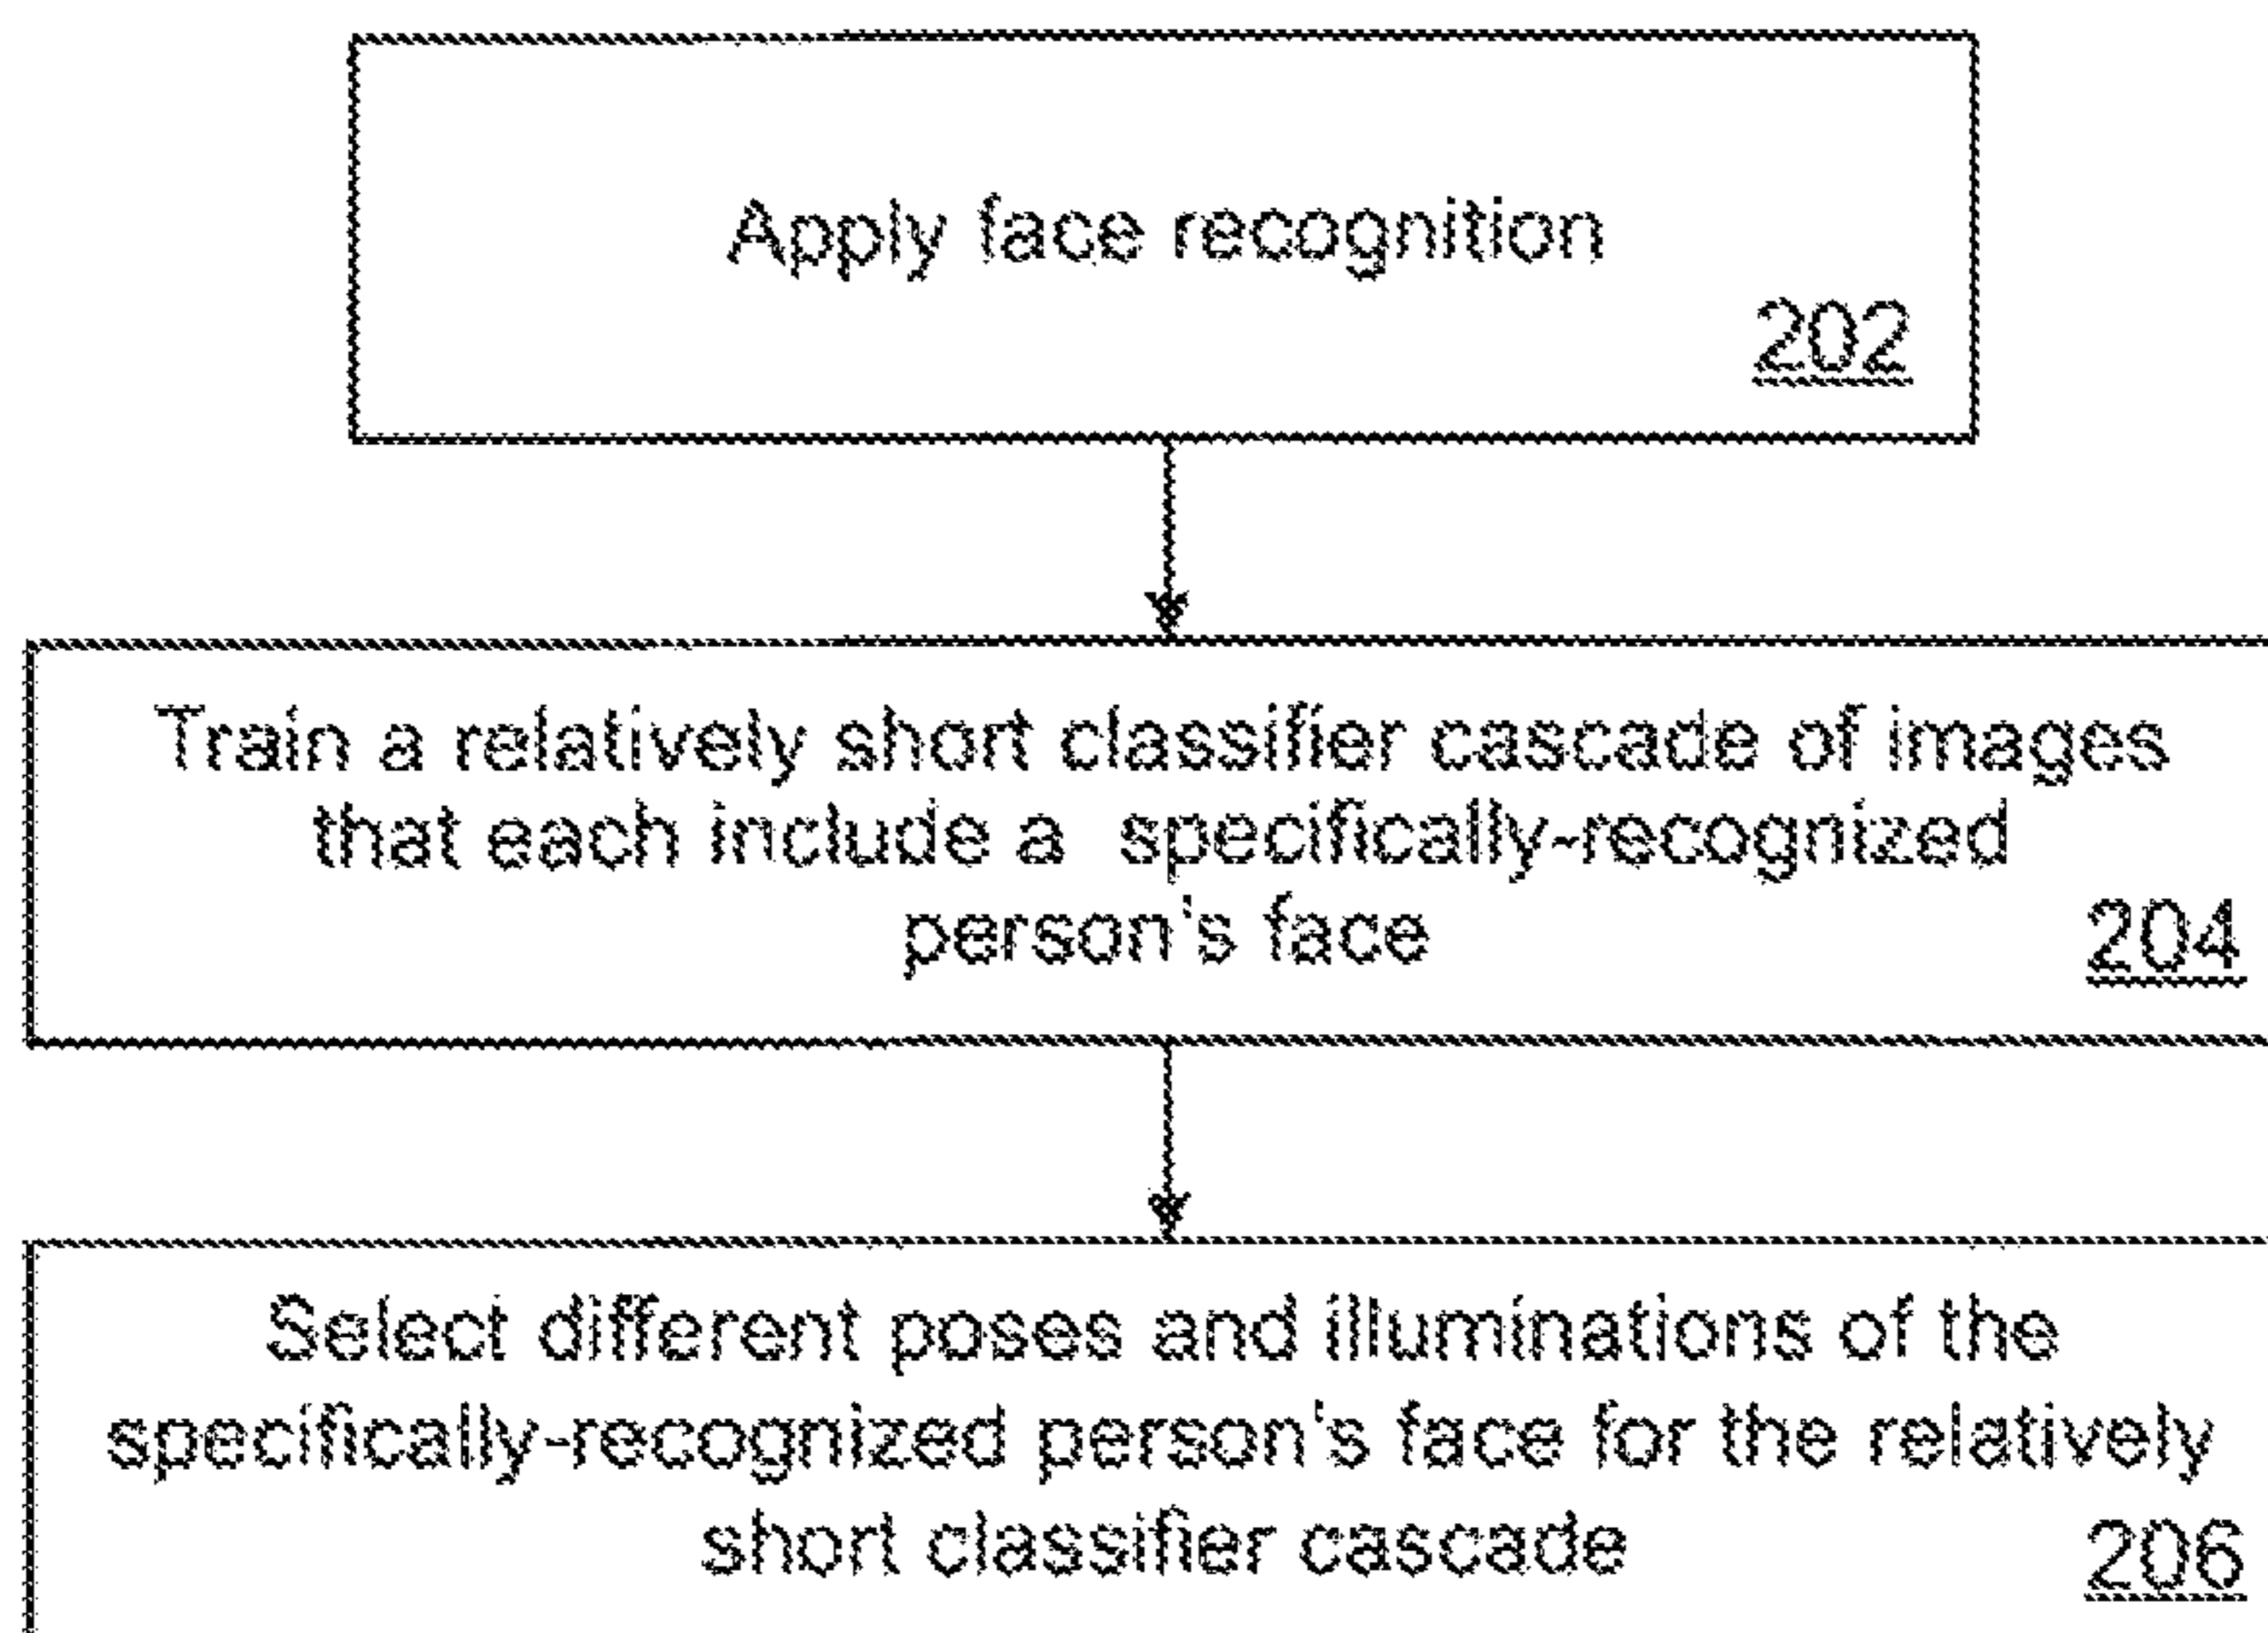 Apply face recognition
202
Train a relatively short classifier cascade of images
that each include a specifically-recognized
person's face
204
Select different poses and illuminations of the
specifically-recognized person's face for the relatively
short classifier cascade
206